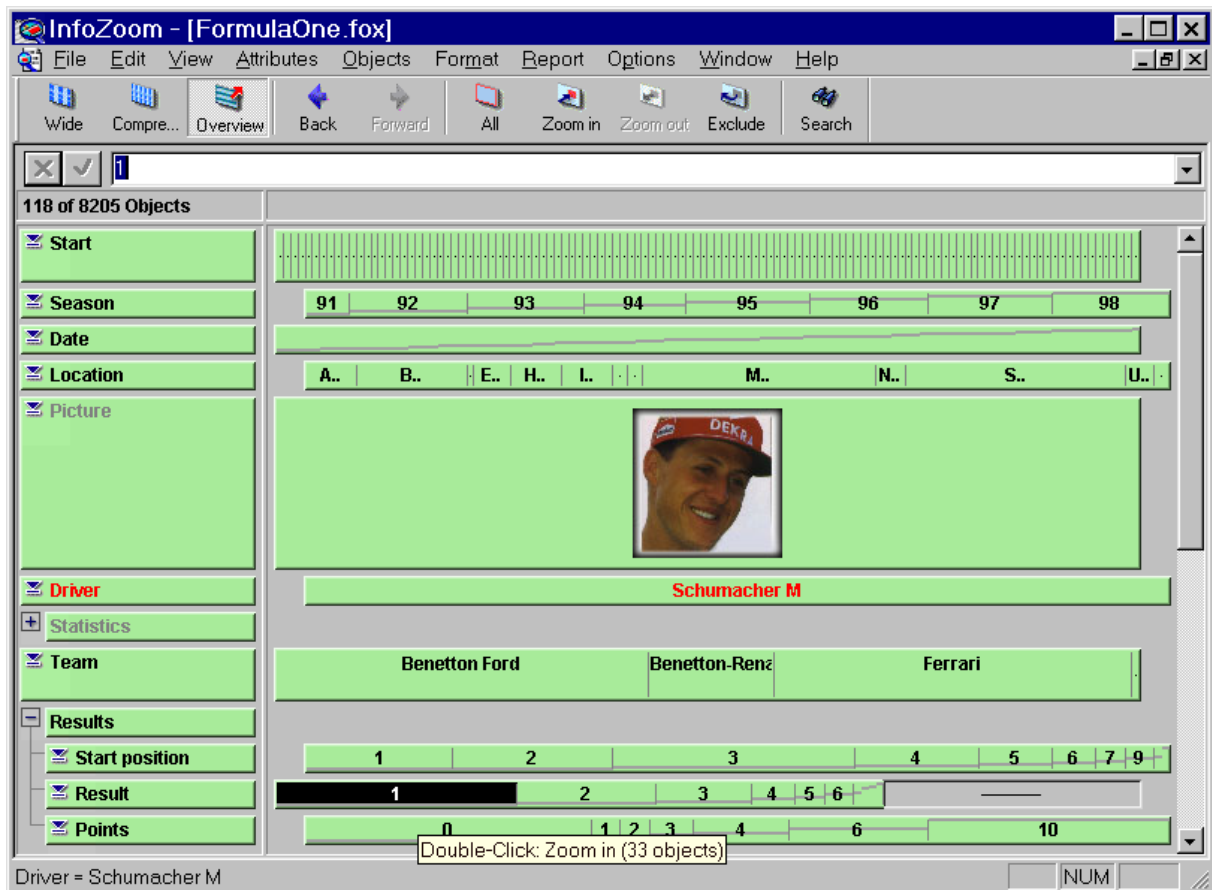 InfoZoom - [FormulaOne.fox]
File Edit View Attributes Objects Format Report Options Window Help
Wide Compre... Overview Back Forward All Zoom in Zoom out Exclude Search
1
118 of 8205 Objects
Start
Season 91 92 93 94 95 96 97 98
Date
Location A.. B.. E.. H.. I.. M.. N.. S.. U..
Picture
DEKRA
Driver Schumacher M
Statistics
Team Benetton Ford Benetton-Rena Ferrari
Results
Start position 1 2 3 4 5 6 7 9
Result 1 2 3 4 5 6
Points 0 1 2 3 4 6 10
Double-Click: Zoom in (33 objects)
Driver = Schumacher M NUM